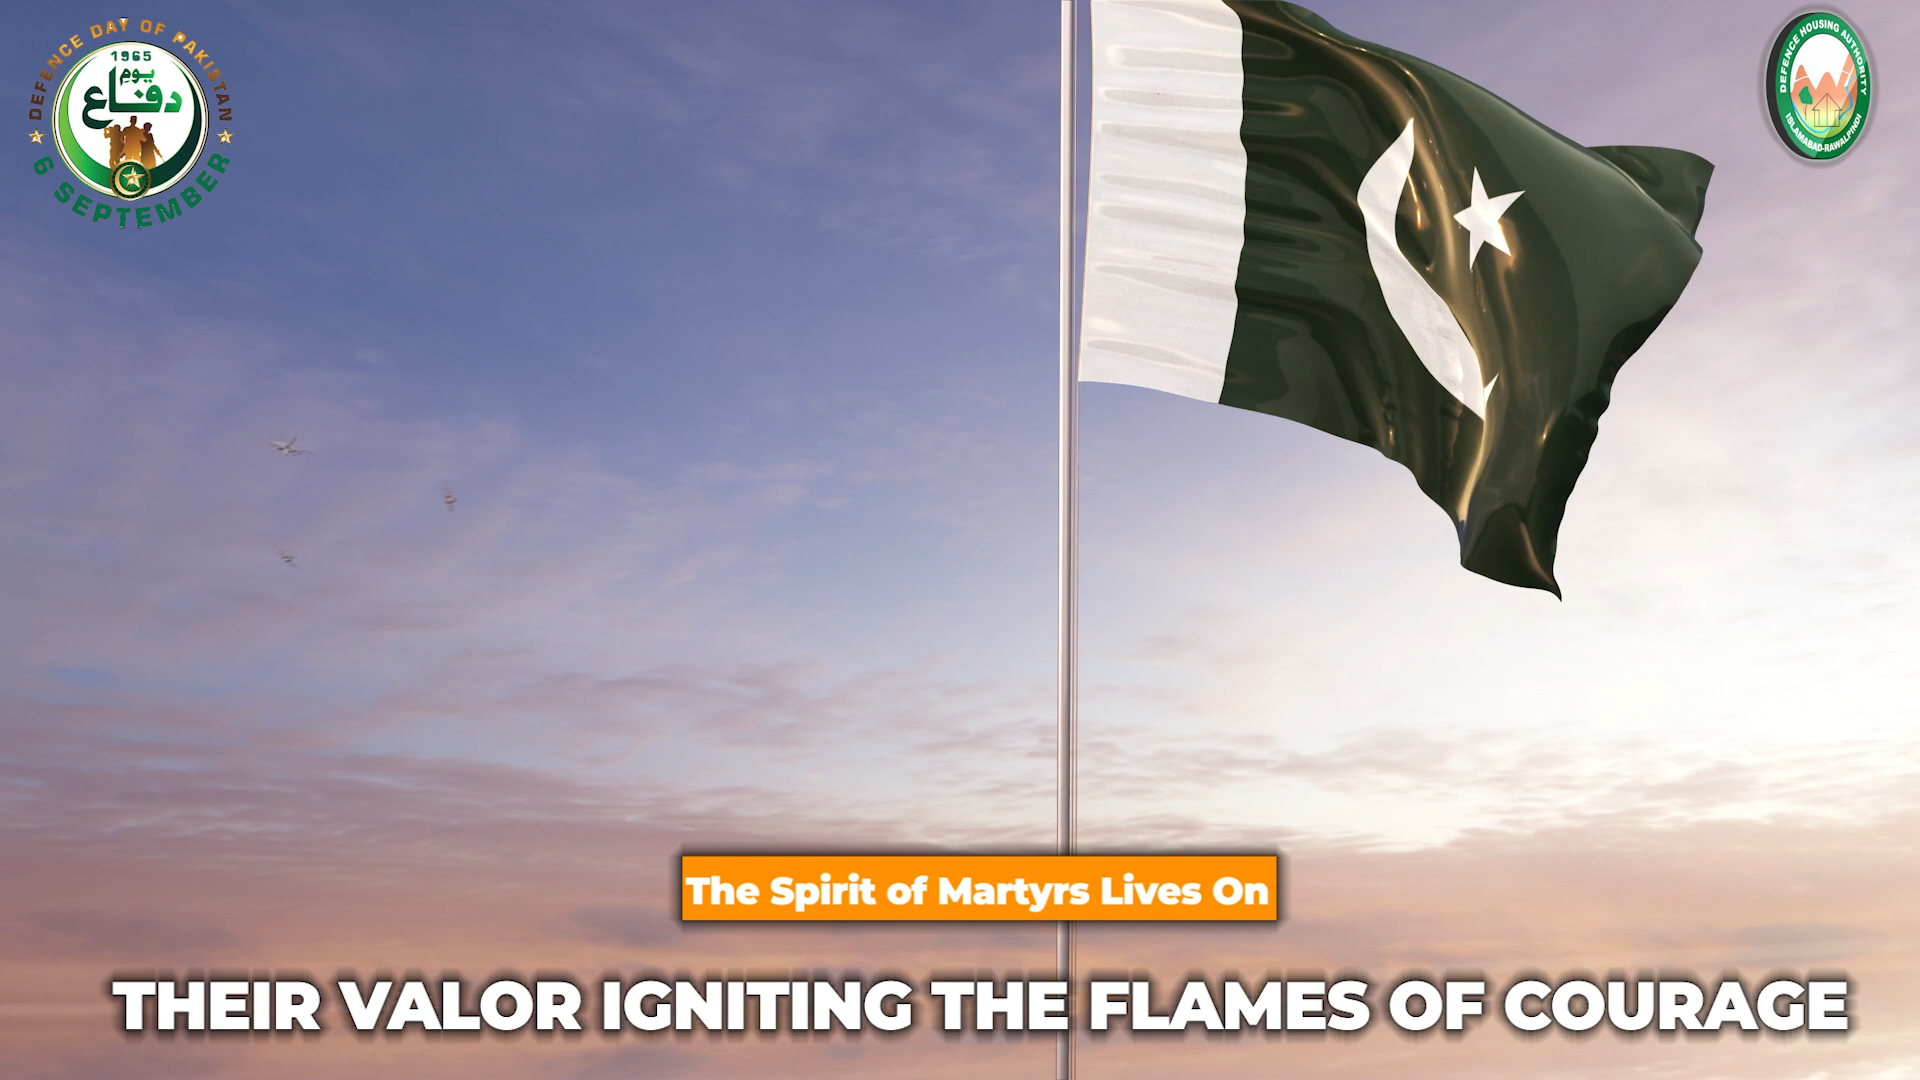 DEFENCE DAY OF PAKISTAN
1965
یومِ
دفاع
6 SEPTEMBER
DEFENCE HOUSING AUTHORITY
ISLAMABAD-RAWALPINDI
The Spirit of Martyrs Lives On
THEIR VALOR IGNITING THE FLAMES OF COURAGE